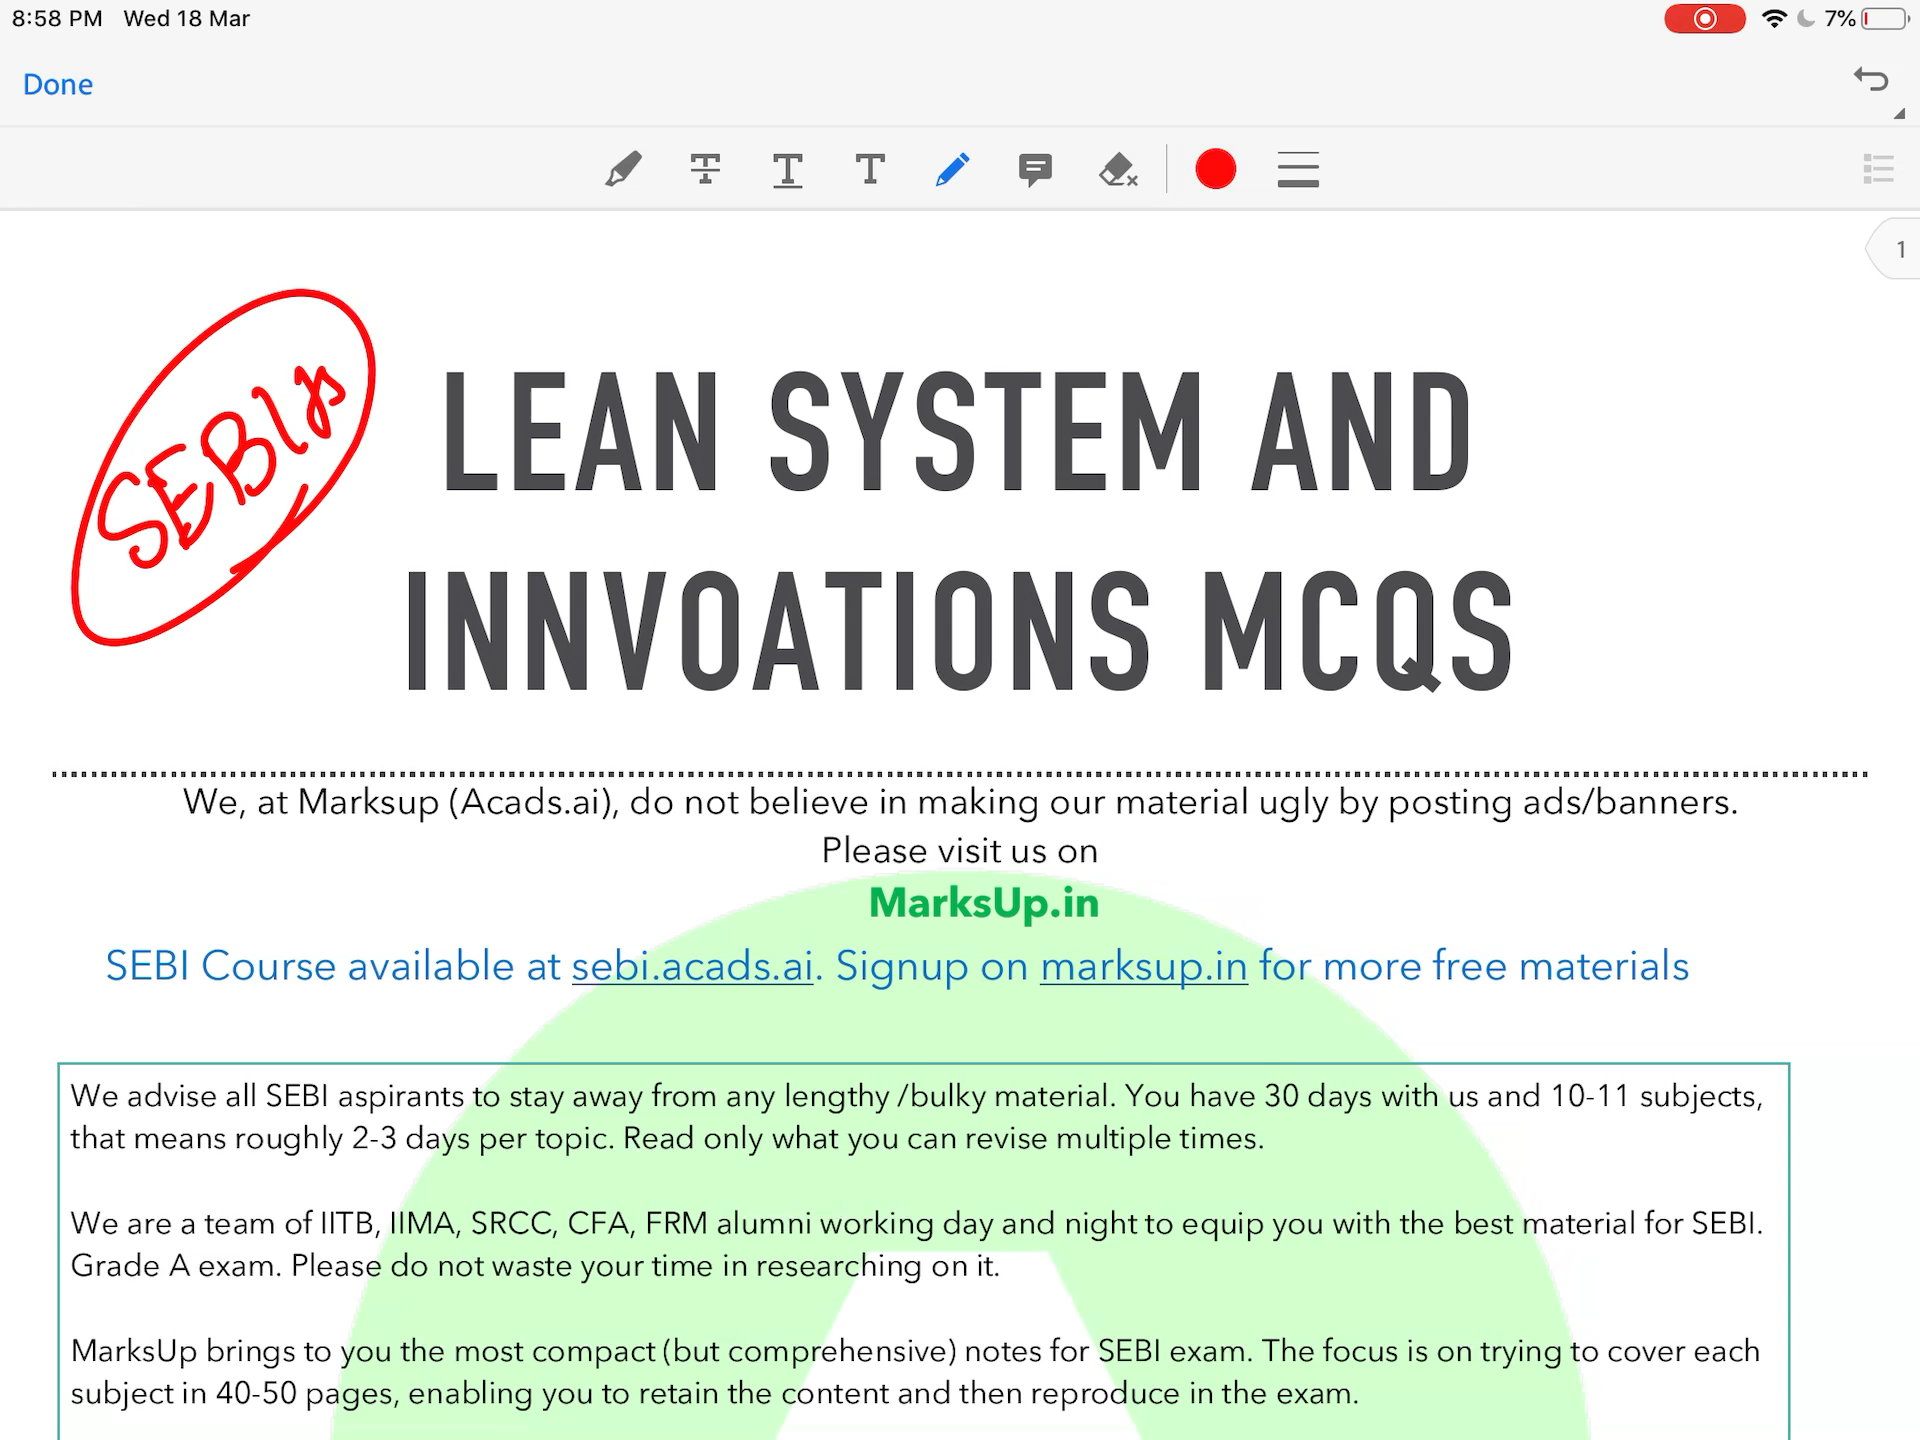 8:58 PM Wed 18 Mar
7%
Done
1
SEBI
LEAN SYSTEM AND
INNVOATIONS MCQS
We, at Marksup (Acads.ai), do not believe in making our material ugly by posting ads/banners.
Please visit us on
MarksUp.in
SEBI Course available at sebi.acads.ai. Signup on marksup.in for more free materials
We advise all SEBI aspirants to stay away from any lengthy /bulky material. You have 30 days with us and 10-11 subjects,
that means roughly 2-3 days per topic. Read only what you can revise multiple times.
We are a team of IITB, IIMA, SRCC, CFA, FRM alumni working day and night to equip you with the best material for SEBI.
Grade A exam. Please do not waste your time in researching on it.
MarksUp brings to you the most compact (but comprehensive) notes for SEBI exam. The focus is on trying to cover each
subject in 40-50 pages, enabling you to retain the content and then reproduce in the exam.